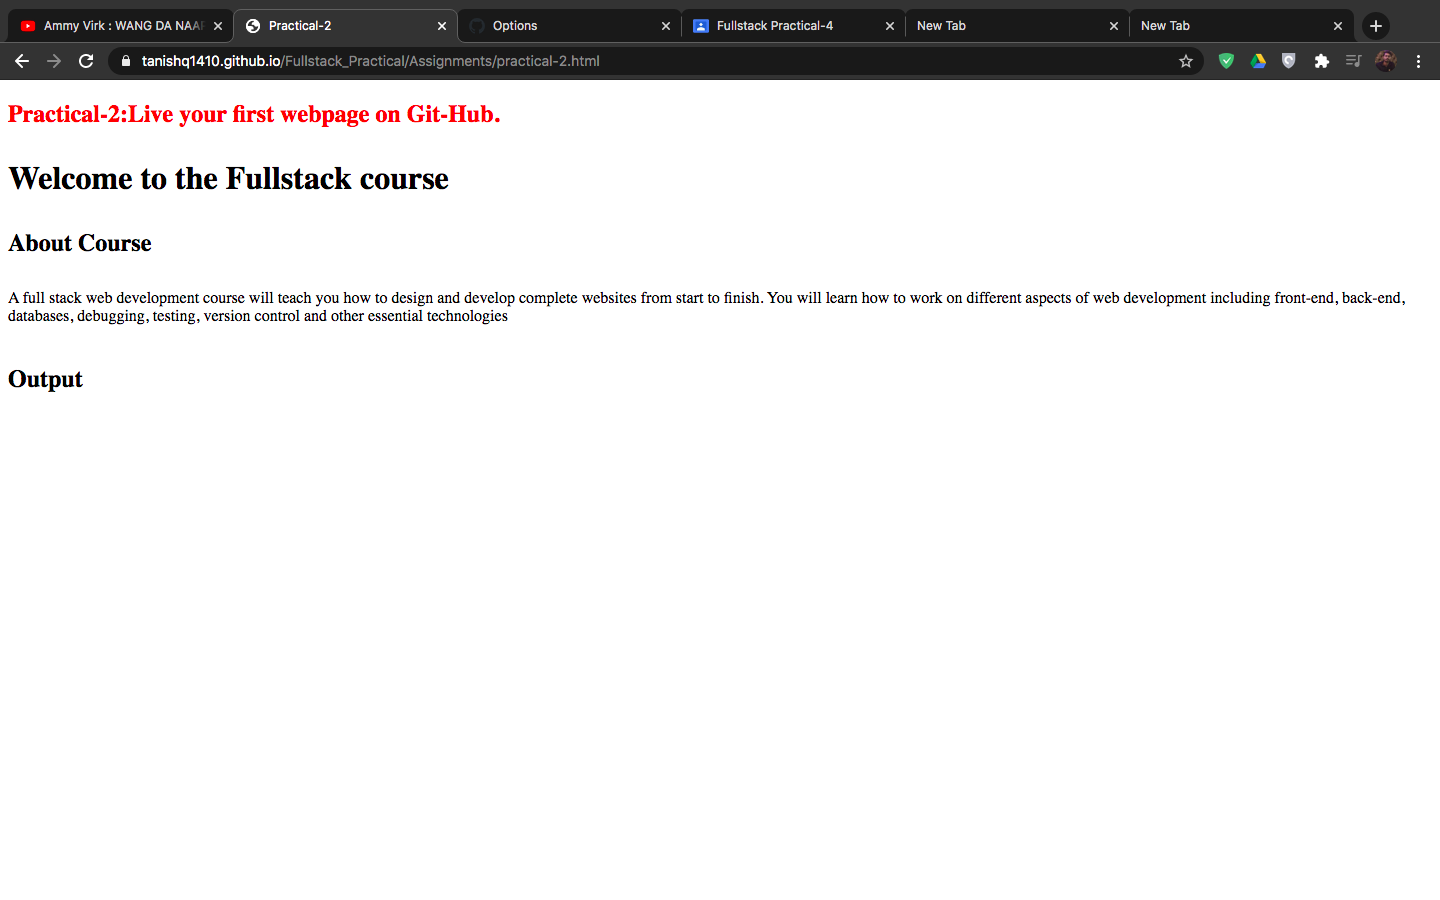 Ammy Virk : WANG DA NAAP
Practical-2
Options
Fullstack Practical-4
New Tab
New Tab
tanishq1410.github.io/Fullstack_Practical/Assignments/practical-2.html
Practical-2:Live your first webpage on Git-Hub.
Welcome to the Fullstack course
About Course
A full stack web development course will teach you how to design and develop complete websites from start to finish. You will learn how to work on different aspects of web development including front-end, back-end,
databases, debugging, testing, version control and other essential technologies
Output